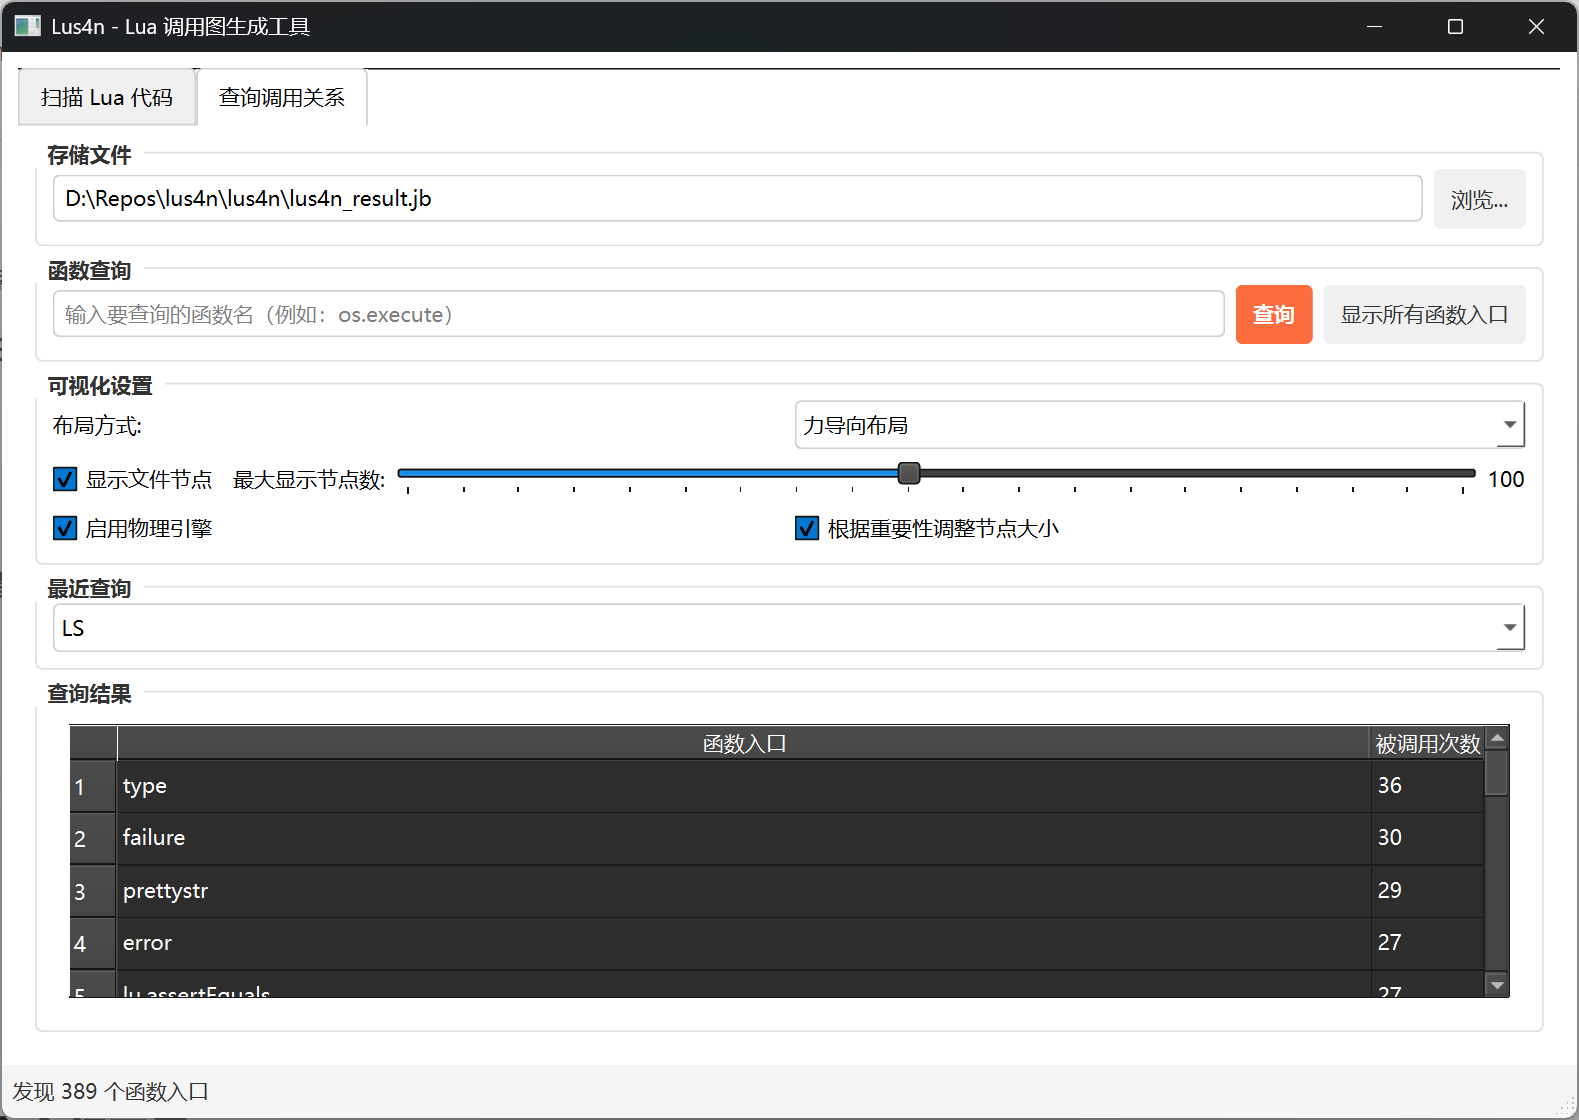 Lus4n - Lua 调用图生成工具
扫描 Lua 代码
查询调用关系
存储文件
D:\Repos\lus4n\lus4n\lus4n_result.jb
浏览...
函数查询
输入要查询的函数名（例如：os.execute）
查询
显示所有函数入口
可视化设置
布局方式:
力导向布局
显示文件节点
最大显示节点数:
100
启用物理引擎
根据重要性调整节点大小
最近查询
LS
查询结果
函数入口 被调用次数
1 type 36
2 failure 30
3 prettystr 29
4 error 27
5 lu.assertEquals 27
发现 389 个函数入口